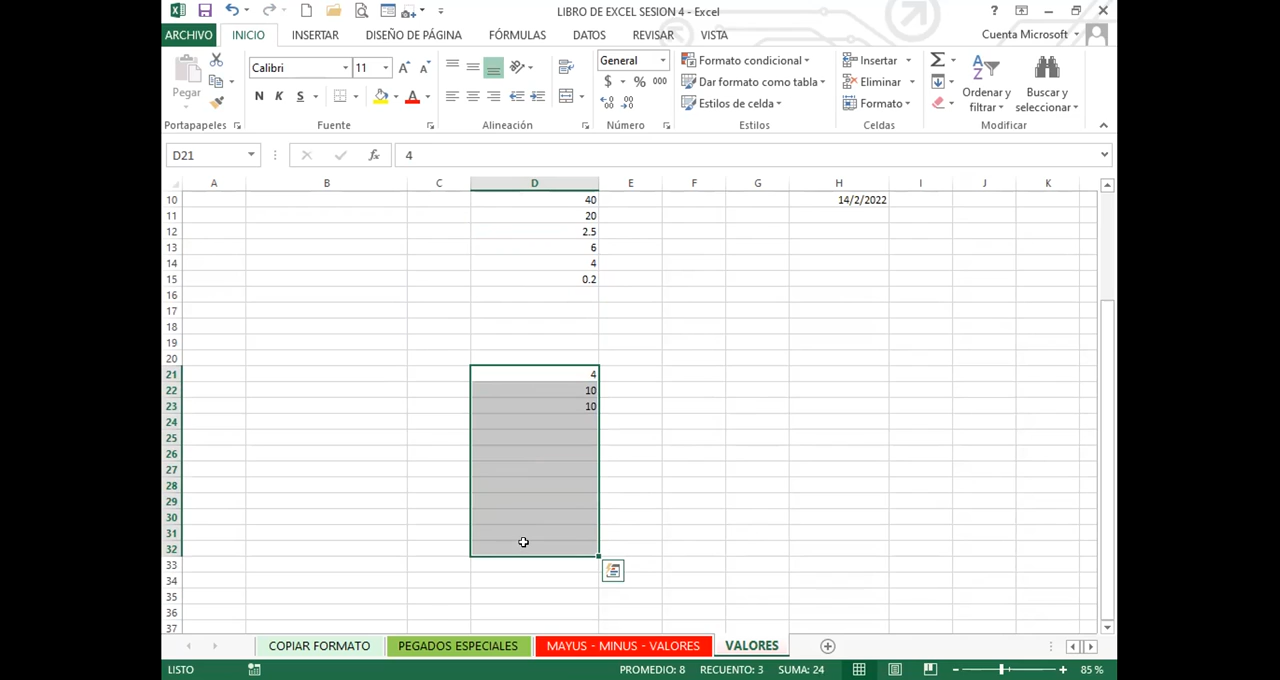 LIBRO DE EXCEL SESION 4 - Excel
?
ARCHIVO INICIO INSERTAR DISEÑO DE PÁGINA FÓRMULAS DATOS REVISAR VISTA Cuenta Microsoft
Pegar
Calibri 11 A A
N K S A
General
$ % 000
Formato condicional
Dar formato como tabla
Estilos de celda
Insertar
Eliminar
Formato
Ordenar y filtrar
Buscar y seleccionar
Portapapeles Fuente Alineación Número Estilos Celdas Modificar
D21 fx 4
A B C D E F G H I J K
10 40 14/2/2022
11 20
12 2.5
13 6
14 4
15 0.2
16
17
18
19
20
21 4
22 10
23 10
24
25
26
27
28
29
30
31
32
33
34
35
36
37
COPIAR FORMATO PEGADOS ESPECIALES MAYUS - MINUS - VALORES VALORES
LISTO PROMEDIO: 8 RECUENTO: 3 SUMA: 24 85 %